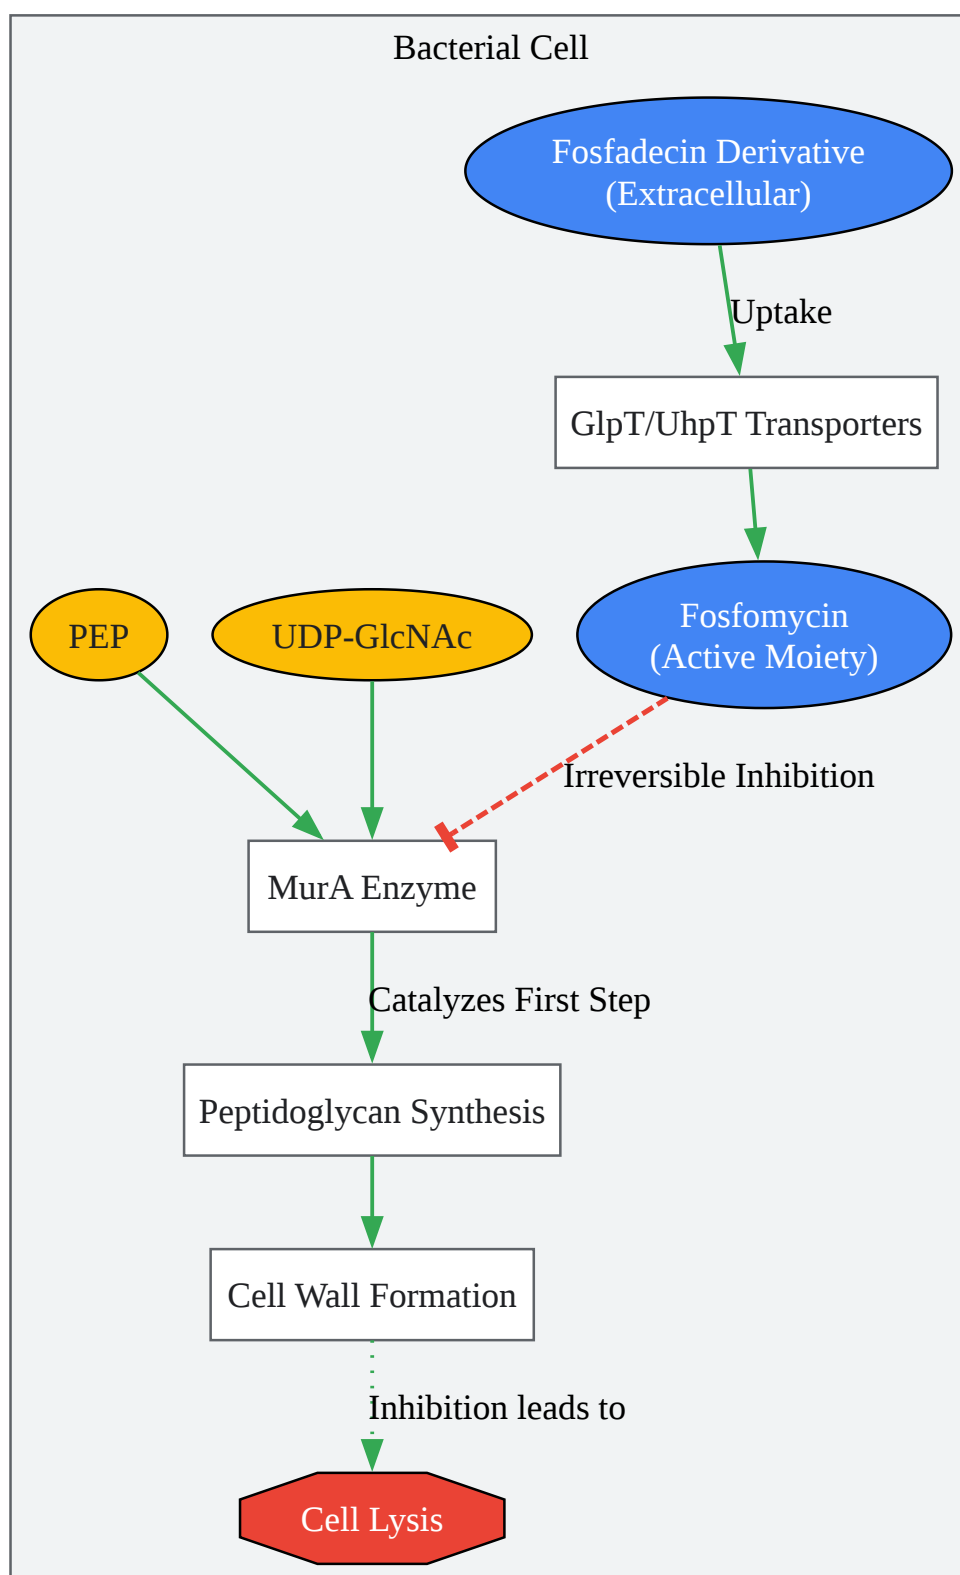 Bacterial Cell
Fosfadecin Derivative
(Extracellular)
Uptake
GlpT/UhpT Transporters
PEP
UDP-GlcNAc
Fosfomycin
(Active Moiety)
Irreversible Inhibition
MurA Enzyme
Catalyzes First Step
Peptidoglycan Synthesis
Cell Wall Formation
Inhibition leads to
Cell Lysis